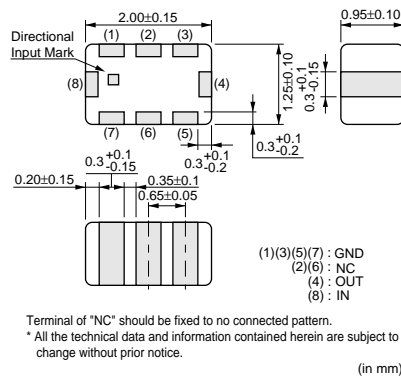 2.00±0.15
0.95±0.10
Directional
Input Mark
(1) (2) (3)
(8)
(4)
(7) (6) (5)
1.25±0.10
0.3+0.1-0.15
0.3+0.1-0.2
0.3+0.1-0.2
0.3+0.1-0.15
0.20±0.15
0.35±0.1
0.65±0.05
(1)(3)(5)(7) : GND
(2)(6) : NC
(4) : OUT
(8) : IN
Terminal of "NC" should be fixed to no connected pattern.
* All the technical data and information contained herein are subject to
change without prior notice.
(in mm)